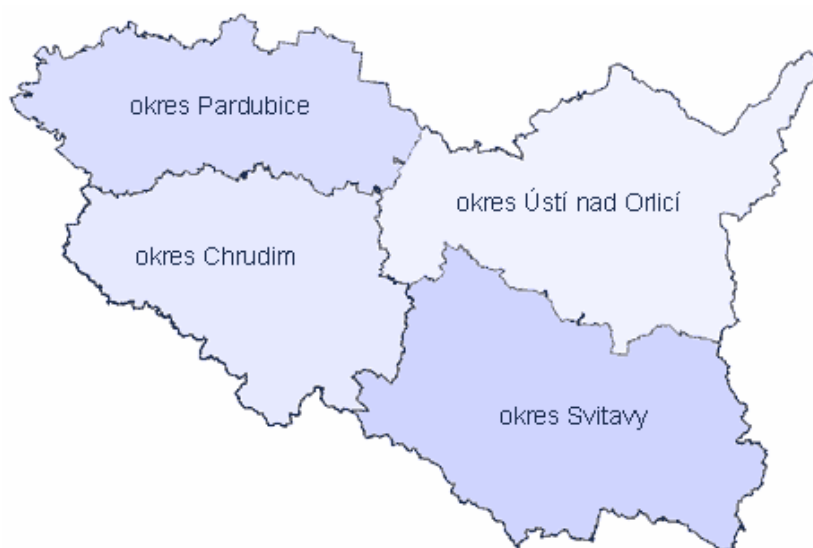 okres Pardubice
okres Ústí nad Orlicí
okres Chrudim
okres Svitavy